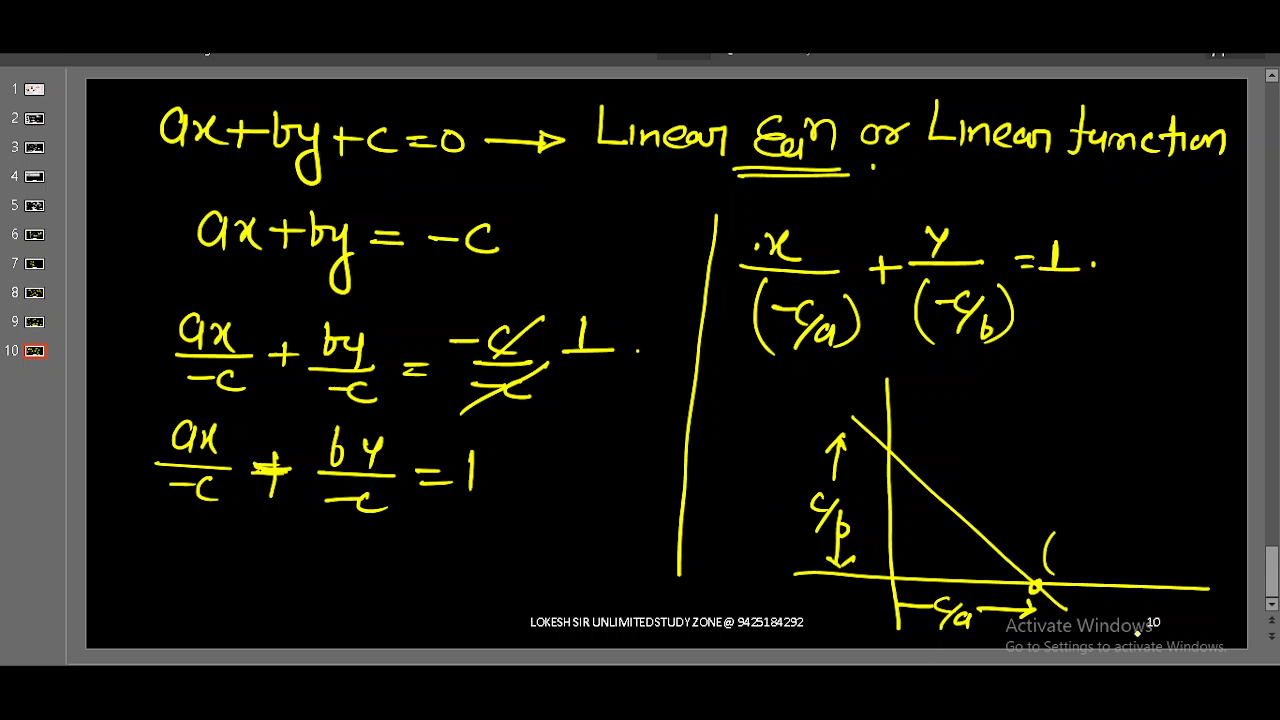 1
2
3
4
5
6
7
8
9
10
ax+by+c=0 → Linear Eqn or Linear function
ax+by = -c
ax/-c + by/-c = -c/-c 1
ax/-c + by/-c = 1
x/(-c/a) + y/(-c/b) = 1
c/b
(
c/a
LOKESH SIR UNLIMITEDSTUDY ZONE@ 9425184292
10
Activate Windows
Go to Settings to activate Windows.